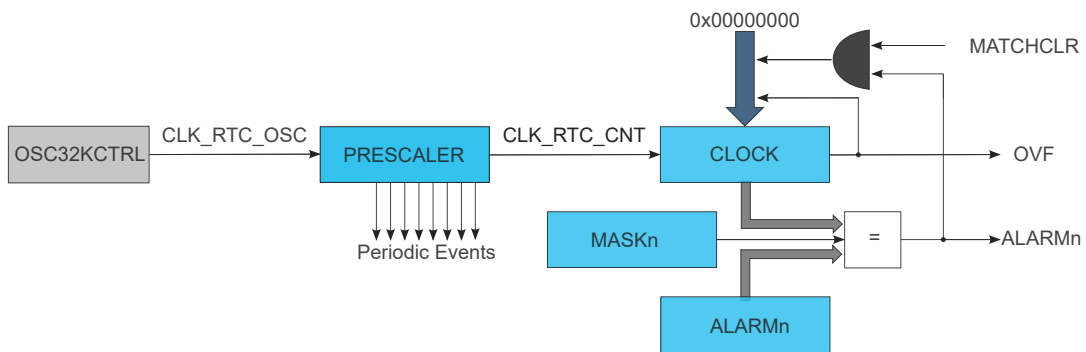 0x00000000
MATCHCLR
OSC32KCTRL
CLK_RTC_OSC
PRESCALER
CLK_RTC_CNT
CLOCK
OVF
Periodic Events
MASKn
=
ALARMn
ALARMn